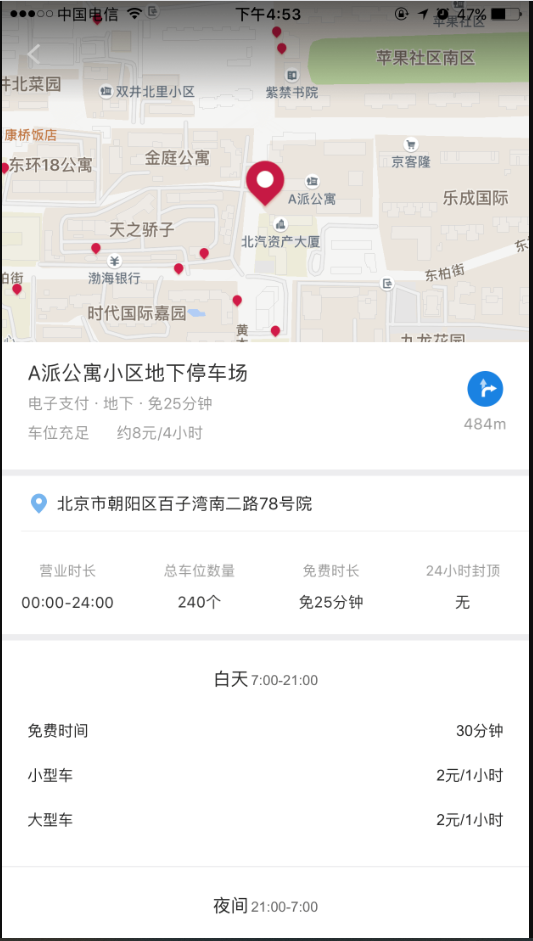 中国电信 下午4:53 47%
苹果社区
苹果社区南区
井北菜园
双井北里小区
紫禁书院
康桥饭店
京客隆
东环18公寓
金庭公寓
A派公寓
乐成国际
天之骄子
北汽资产大厦
东柏街
渤海银行
柏街
时代国际嘉园
黄
九龙花园
A派公寓小区地下停车场
电子支付 · 地下 · 免25分钟
484m
车位充足 约8元/4小时
北京市朝阳区百子湾南二路78号院
营业时长 总车位数量 免费时长 24小时封顶
00:00-24:00 240个 免25分钟 无
白天 7:00-21:00
免费时间 30分钟
小型车 2元/1小时
大型车 2元/1小时
夜间 21:00-7:00